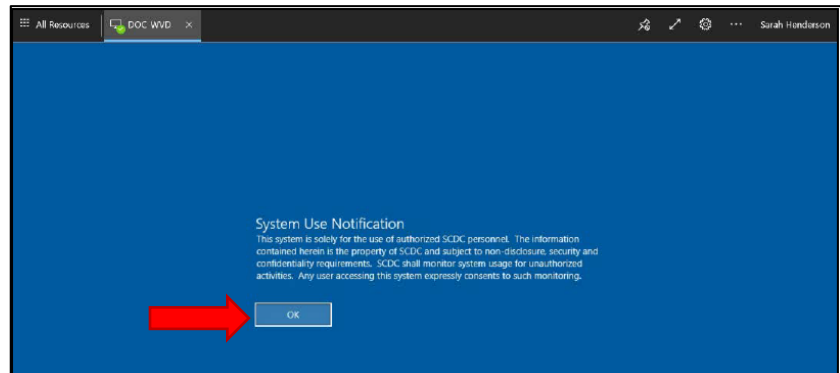 All Resources DOC WVD Sarah Henderson
System Use Notification
This system is solely for the use of authorized SCDC personnel. The information
contained herein is the property of SCDC and subject to non-disclosure, security and
confidentiality requirements. SCDC shall monitor system usage for unauthorized
activities. Any user accessing this system expressly consents to such monitoring.
OK